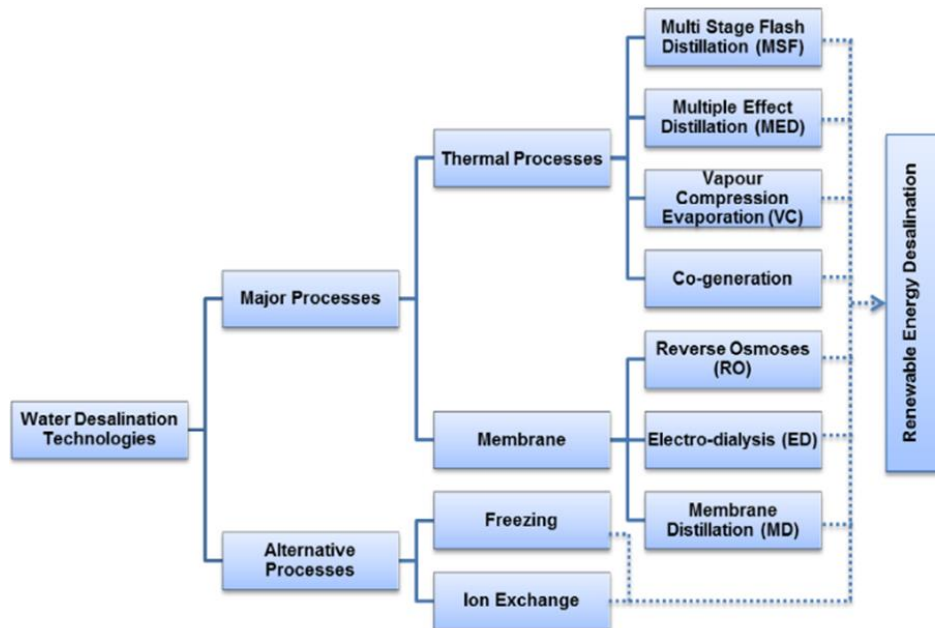 Water Desalination
Technologies
Major Processes
Alternative
Processes
Thermal Processes
Membrane
Freezing
Ion Exchange
Multi Stage Flash
Distillation (MSF)
Multiple Effect
Distillation (MED)
Vapour
Compression
Evaporation (VC)
Co-generation
Reverse Osmoses
(RO)
Electro-dialysis (ED)
Membrane
Distillation (MD)
Renewable Energy Desalination